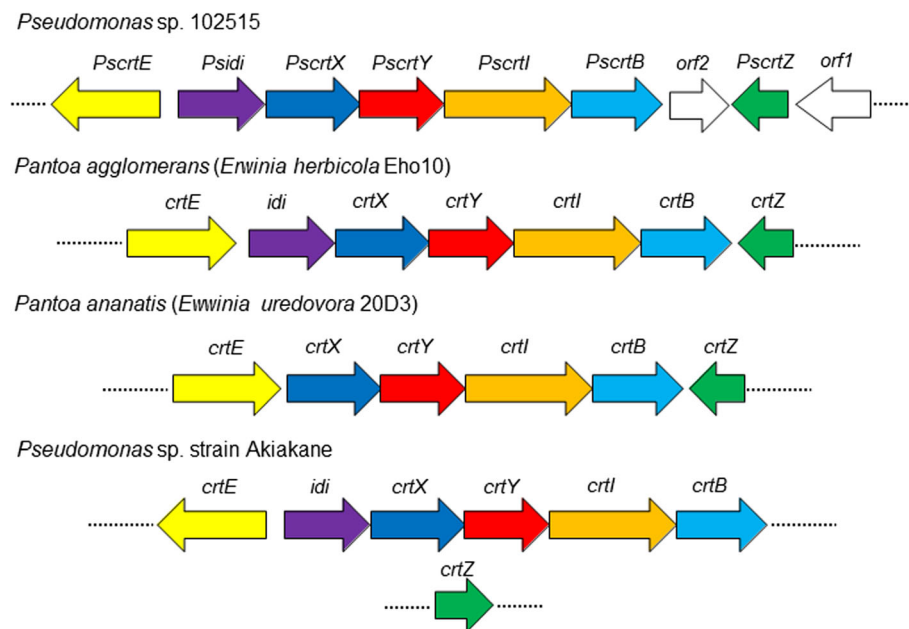 Pseudomonas sp. 102515
PscrtE Psidi PscrtX PscrtY PscrtI PscrtB orf2 PscrtZ orf1
Pantoa agglomerans (Erwinia herbicola Eho10)
crtE idi crtX crtY crtI crtB crtZ
Pantoa ananatis (Ewwinia uredovora 20D3)
crtE crtX crtY crtI crtB crtZ
Pseudomonas sp. strain Akiakane
crtE idi crtX crtY crtI crtB
crtZ